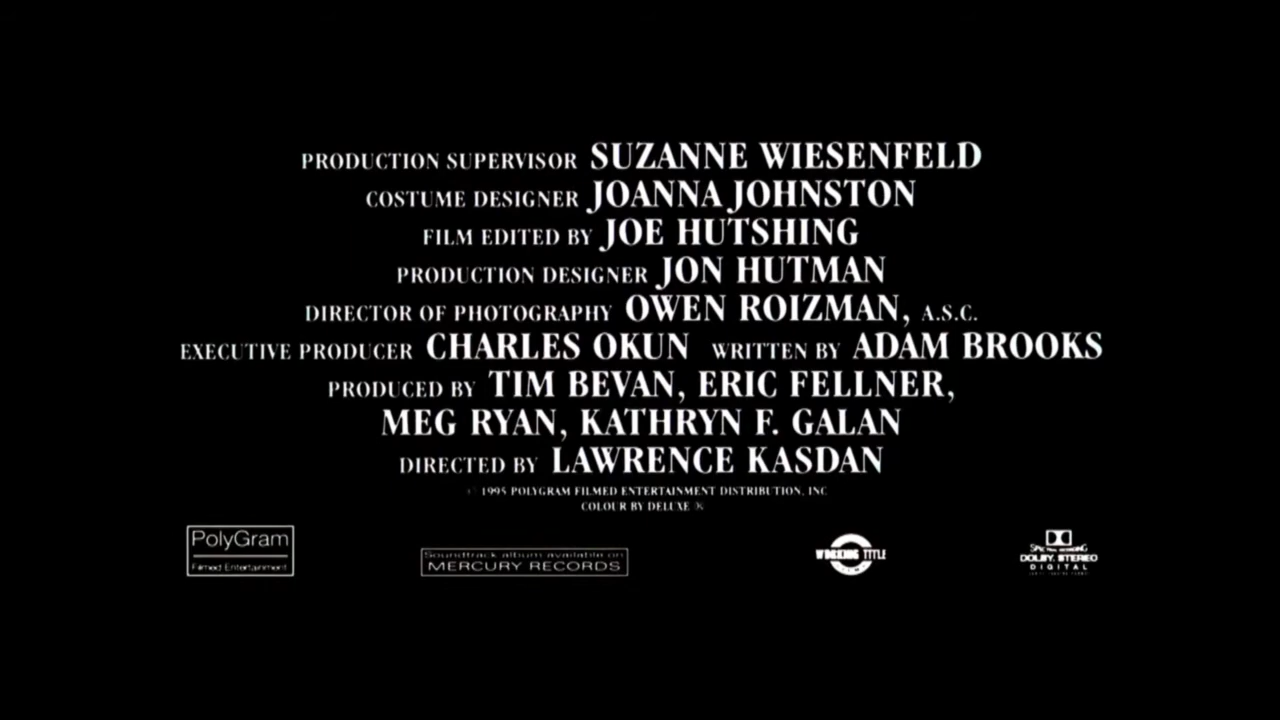 PRODUCTION SUPERVISOR SUZANNE WIESENFELD
COSTUME DESIGNER JOANNA JOHNSTON
FILM EDITED BY JOE HUTSHING
PRODUCTION DESIGNER JON HUTMAN
DIRECTOR OF PHOTOGRAPHY OWEN ROIZMAN, A.S.C.
EXECUTIVE PRODUCER CHARLES OKUN WRITTEN BY ADAM BROOKS
PRODUCED BY TIM BEVAN, ERIC FELLNER,
MEG RYAN, KATHRYN F. GALAN
DIRECTED BY LAWRENCE KASDAN
© 1995 POLYGRAM FILMED ENTERTAINMENT DISTRIBUTION, INC
COLOUR BY DELUXE ®
PolyGram
Filmed Entertainment
Soundtrack album available on
MERCURY RECORDS
WORKING TITLE
DOLBY STEREO
DIGITAL